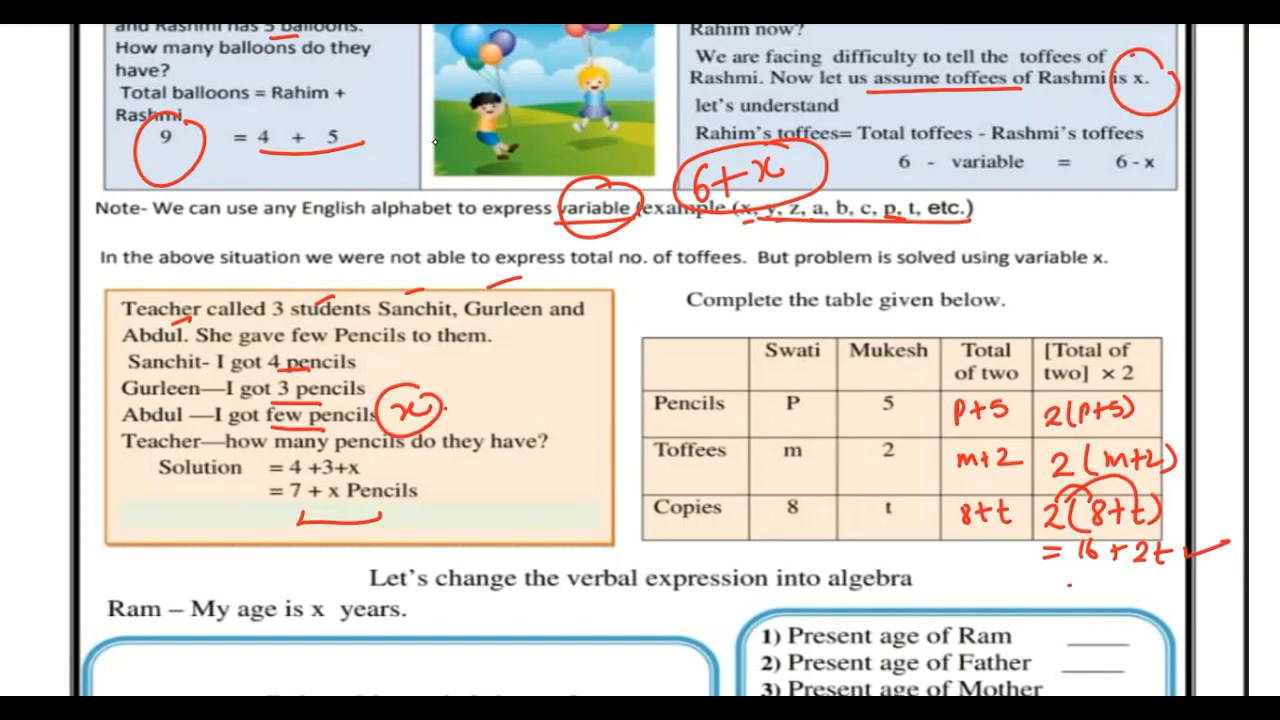 and Rashmi has 5 balloons.
How many balloons do they
have?
Total balloons = Rahim +
Rashmi
9 = 4 + 5
Rahim now?
We are facing difficulty to tell the toffees of
Rashmi. Now let us assume toffees of Rashmi is x.
let's understand
Rahim's toffees= Total toffees - Rashmi's toffees
6 - variable = 6 - x
6+x
Note- We can use any English alphabet to express variable (example (x, y, z, a, b, c, p, t, etc.)
In the above situation we were not able to express total no. of toffees. But problem is solved using variable x.
Teacher called 3 students Sanchit, Gurleen and
Abdul. She gave few Pencils to them.
Sanchit- I got 4 pencils
Gurleen—I got 3 pencils
Abdul —I got few pencils x
Teacher—how many pencils do they have?
Solution = 4 +3+x
= 7 + x Pencils
Complete the table given below.
Swati Mukesh Total of two [Total of two] × 2
Pencils P 5 p+5 2(p+5)
Toffees m 2 m+2 2(m+2)
Copies 8 t 8+t 2(8+t)
= 16+2t
Let's change the verbal expression into algebra
Ram – My age is x years.
1) Present age of Ram ____
2) Present age of Father ____
3) Present age of Mother